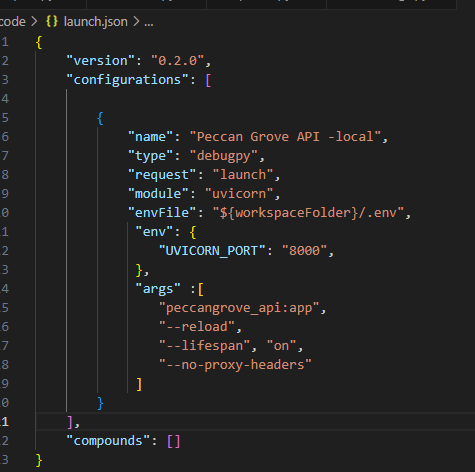 code > {} launch.json > ...
1 {
2 "version": "0.2.0",
3 "configurations": [
4
5 {
6 "name": "Peccan Grove API -local",
7 "type": "debugpy",
8 "request": "launch",
9 "module": "uvicorn",
0 "envFile": "${workspaceFolder}/.env",
1 "env": {
2 "UVICORN_PORT": "8000",
3 },
4 "args" :[
5 "peccangrove_api:app",
6 "--reload",
7 "--lifespan", "on",
8 "--no-proxy-headers"
9 ]
0 }
1 ],
2 "compounds": []
3 }